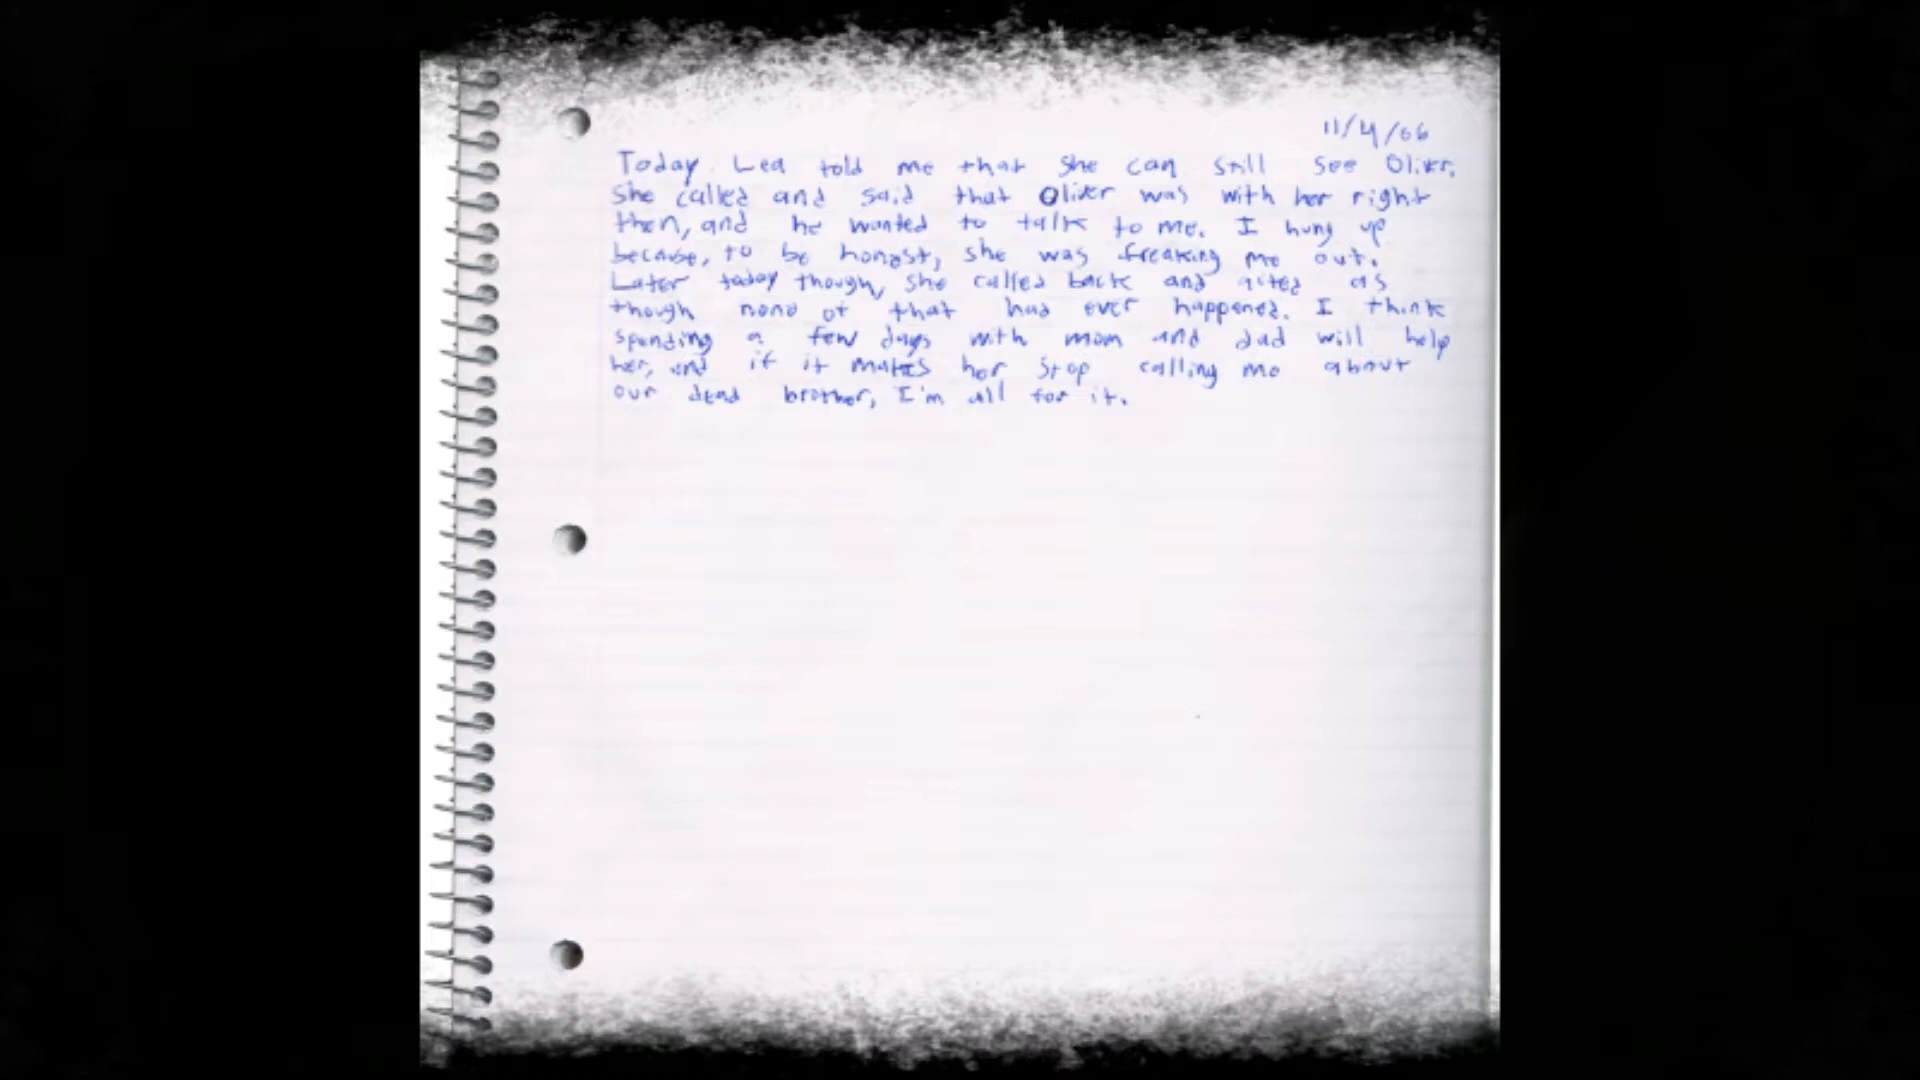 11/4/06
Today Lea told me that she can still see Oliver.
She called and said that Oliver was with her right
then, and he wanted to talk to me. I hung up
because, to be honest, she was freaking me out.
Later today though, she called back and acted as
though none of that had ever happened. I think
spending a few days with mom and dad will help
her, and if it makes her stop calling me about
our dead brother, I'm all for it.